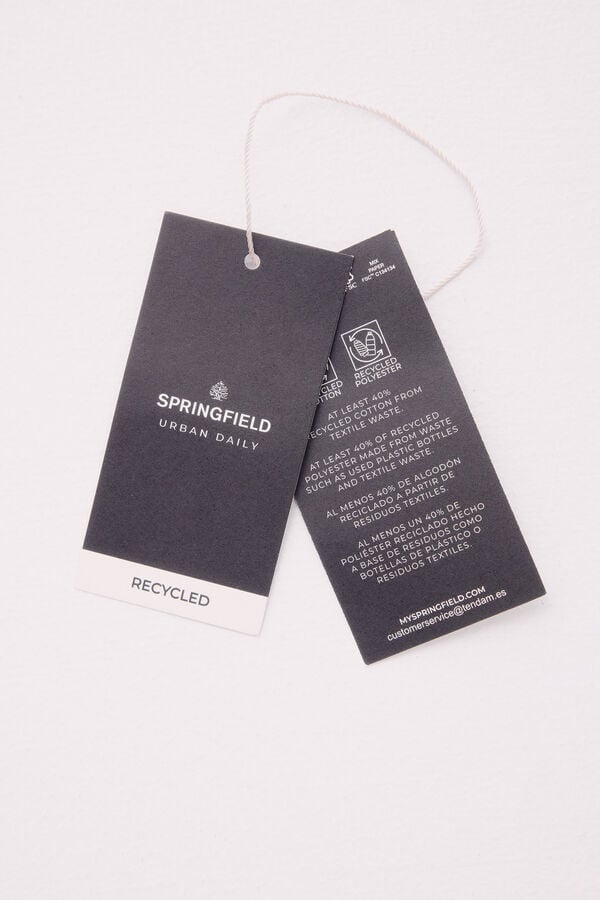 SPRINGFIELD
URBAN DAILY
RECYCLED
MIX
PAPER
FSC™ C134134
FSC
RECYCLED
POLYESTER
AT LEAST 40%
RECYCLED COTTON FROM
TEXTILE WASTE.
AT LEAST 40% OF RECYCLED
POLYESTER MADE FROM WASTE
SUCH AS USED PLASTIC BOTTLES
AND TEXTILE WASTE.
AL MENOS 40% DE ALGODÓN
RECICLADO A PARTIR DE
RESIDUOS TEXTILES.
AL MENOS UN 40% DE
POLIÉSTER RECICLADO HECHO
A BASE DE RESIDUOS COMO
BOTELLAS DE PLÁSTICO O
RESIDUOS TEXTILES.
MYSPRINGFIELD.COM
customerservice@tendam.es